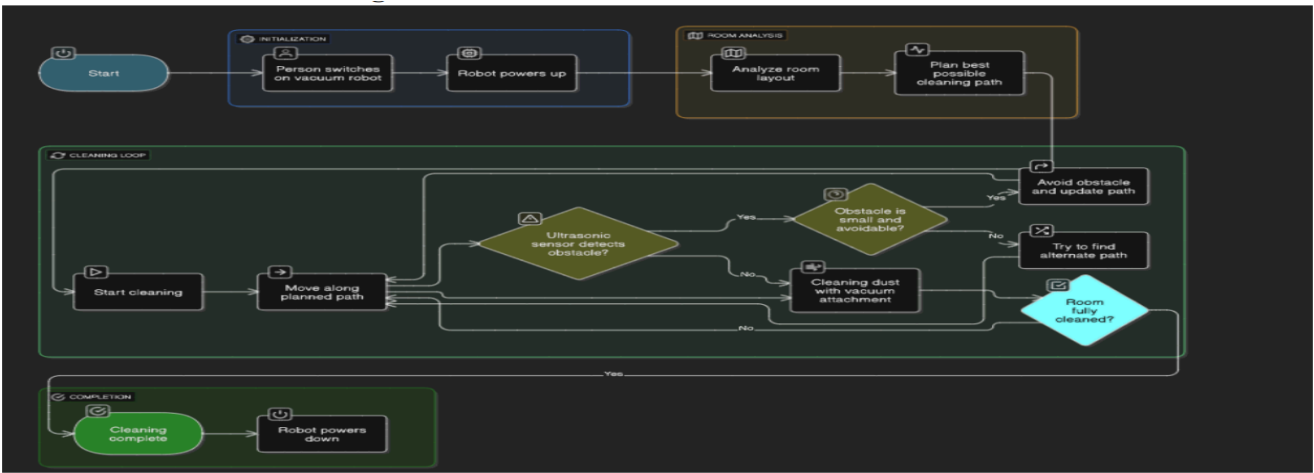 INITIALIZATION
ROOM ANALYSIS
Start
Person switches
on vacuum robot
Robot powers up
Analyze room
layout
Plan best
possible
cleaning path
CLEANING LOOP
Avoid obstacle
and update path
Obstacle is
small and
avoidable?
Yes
Yes
Ultrasonic
sensor detects
obstacle?
No
Try to find
alternate path
No
Start cleaning
Move along
planned path
Cleaning dust
with vacuum
attachment
Room
fully
cleaned?
No
Yes
COMPLETION
Cleaning
complete
Robot powers
down